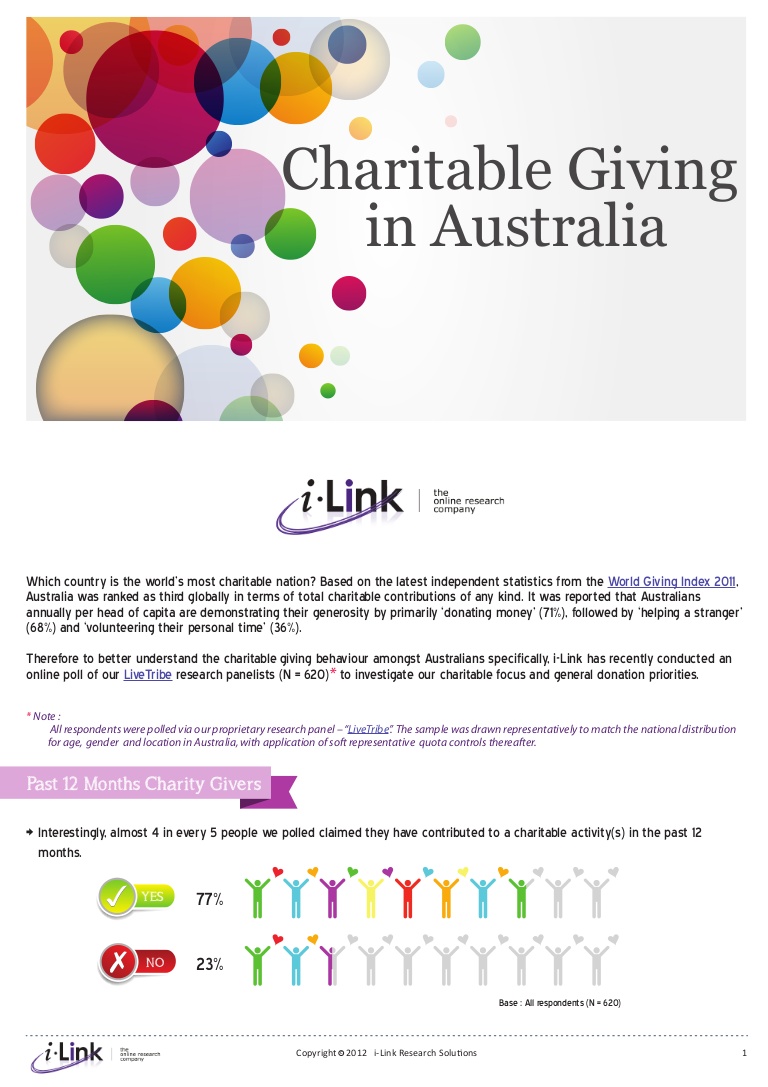 Charitable Giving
in Australia
i·Link
the
online research
company
Which country is the world's most charitable nation? Based on the latest independent statistics from the World Giving Index 2011,
Australia was ranked as third globally in terms of total charitable contributions of any kind. It was reported that Australians
annually per head of capita are demonstrating their generosity by primarily 'donating money' (71%), followed by 'helping a stranger'
(68%) and 'volunteering their personal time' (36%).
Therefore to better understand the charitable giving behaviour amongst Australians specifically, i-Link has recently conducted an
online poll of our LiveTribe research panelists (N = 620)* to investigate our charitable focus and general donation priorities.
* Note :
All respondents were polled via our proprietary research panel – “LiveTribe”. The sample was drawn representatively to match the national distribution
for age, gender and location in Australia, with application of soft representative quota controls thereafter.
Past 12 Months Charity Givers
➔ Interestingly, almost 4 in every 5 people we polled claimed they have contributed to a charitable activity(s) in the past 12
months.
YES 77%
NO 23%
Base : All respondents (N = 620)
i·Link
the
online research
company
Copyright © 2012 i-Link Research Solutions
1